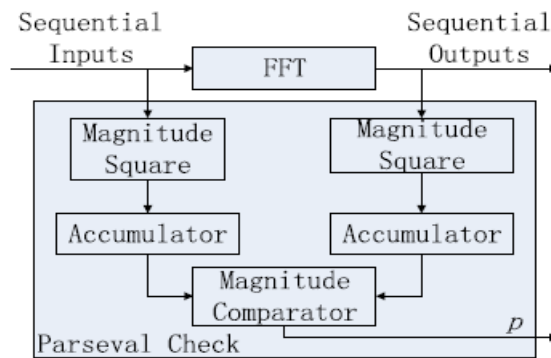 Sequential
Inputs
Sequential
Outputs
FFT
Magnitude
Square
Magnitude
Square
Accumulator
Accumulator
Magnitude
Comparator
p
Parseval Check